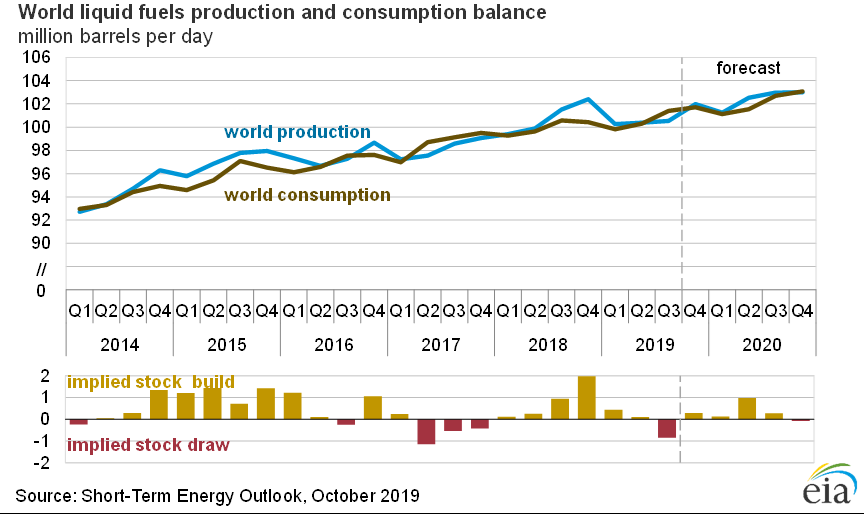 World liquid fuels production and consumption balance
million barrels per day
106
104
102
100
98
96
94
92
90
//
0
forecast
world production
world consumption
Q1 Q2 Q3 Q4 Q1 Q2 Q3 Q4 Q1 Q2 Q3 Q4 Q1 Q2 Q3 Q4 Q1 Q2 Q3 Q4 Q1 Q2 Q3 Q4 Q1 Q2 Q3 Q4
2014 2015 2016 2017 2018 2019 2020
2
1
0
-1
-2
implied stock build
implied stock draw
Source: Short-Term Energy Outlook, October 2019
eia